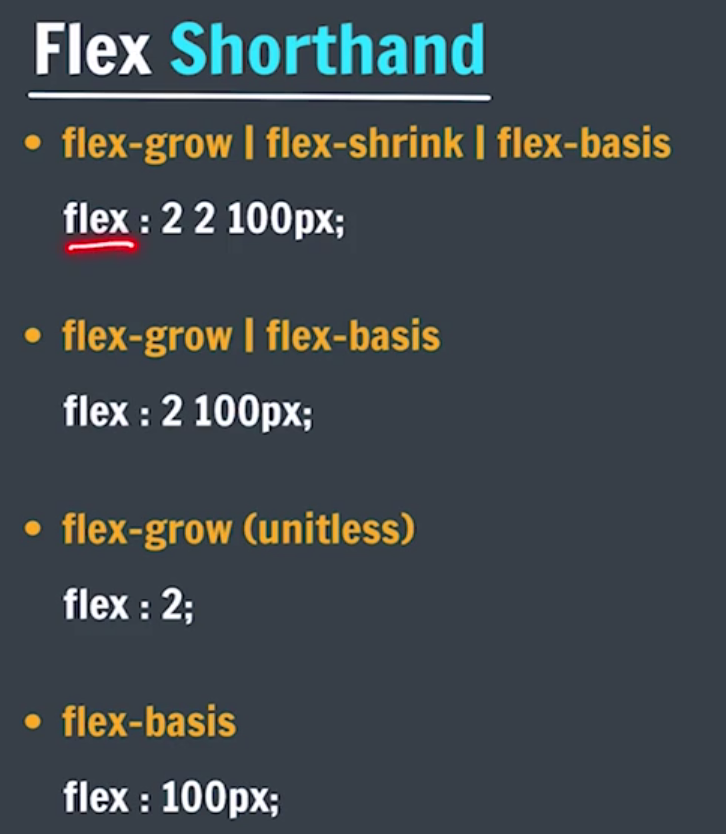 Flex Shorthand
• flex-grow | flex-shrink | flex-basis
flex : 2 2 100px;
• flex-grow | flex-basis
flex : 2 100px;
• flex-grow (unitless)
flex : 2;
• flex-basis
flex : 100px;